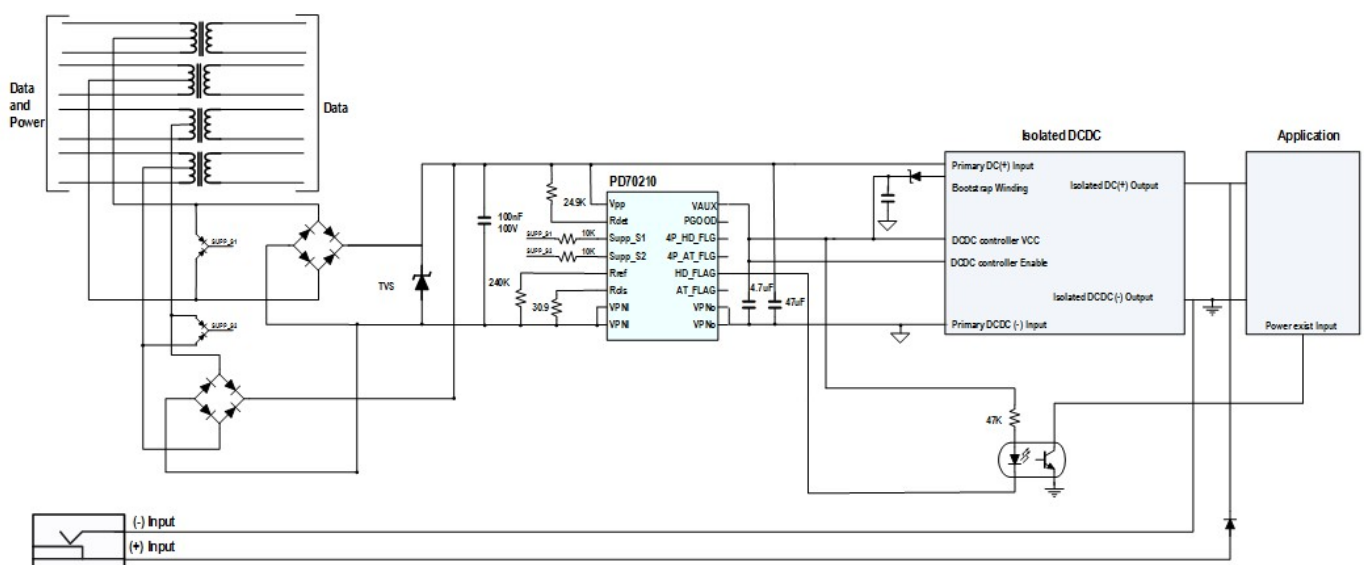 Data
and
Power
Data
SUPP_S1
SUPP_S2
TVS
100nF
100V
24.9K
SUPP_S1
10K
SUPP_S2
10K
240K
30.9
PD70210
Vpp
Rdet
Supp_S1
Supp_S2
Rref
Rcls
VPNI
VPNI
VAUX
PGOOD
4P_HD_FLG
4P_AT_FLG
HD_FLAG
AT_FLAG
VPNo
VPNo
4.7uF
47uF
Isolated DCDC
Primary DC(+) Input
Bootstrap Winding
Isolated DC(+) Output
DCDC controller VCC
DCDC controller Enable
Isolated DCDC(-) Output
Primary DCDC (-) Input
Application
Power exist Input
47K
(-) Input
(+) Input